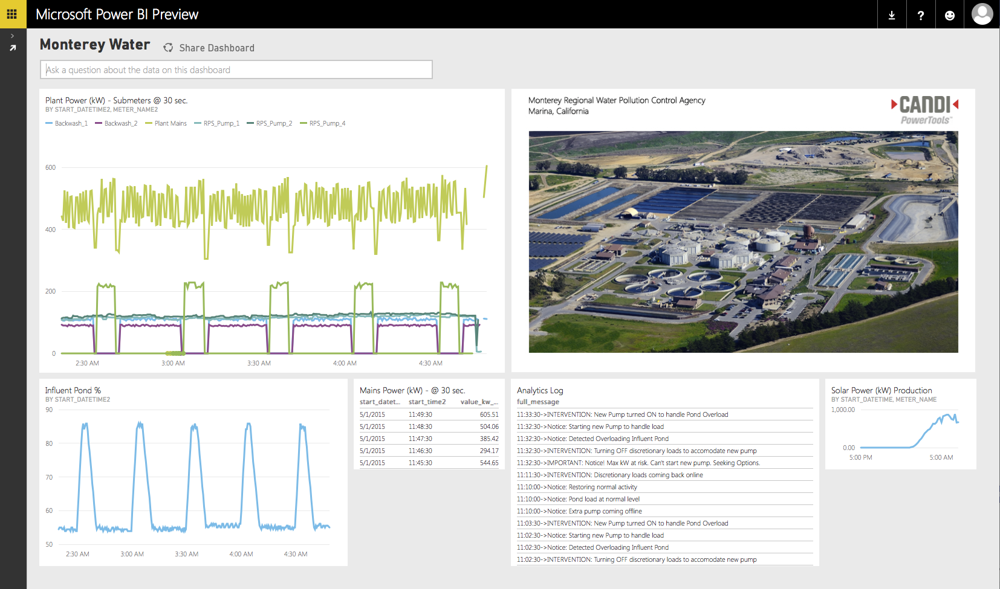 Microsoft Power BI Preview
?
Monterey Water
Share Dashboard
Ask a question about the data on this dashboard
Plant Power (kW) - Submeters @ 30 sec.
BY START_DATETIME2, METER_NAME2
Backwash_1 Backwash_2 Plant Mains RPS_Pump_1 RPS_Pump_2 RPS_Pump_4
600
400
200
0
2:30 AM 3:00 AM 3:30 AM 4:00 AM 4:30 AM
Monterey Regional Water Pollution Control Agency
Marina, California
CANDI
PowerTools™
Influent Pond %
BY START_DATETIME2
90
80
70
60
50
2:30 AM 3:00 AM 3:30 AM 4:00 AM 4:30 AM
Mains Power (kW) - @ 30 sec.
start_datet... start_time2 value_kw_...
5/1/2015 11:49:30 605.51
5/1/2015 11:48:30 504.06
5/1/2015 11:47:30 385.42
5/1/2015 11:46:30 294.17
5/1/2015 11:45:30 544.65
Analytics Log
full_message
11:33:30->INTERVENTION: New Pump turned ON to handle Pond Overload
11:32:30->Notice: Starting new Pump to handle load
11:32:30->Notice: Detected Overloading Influent Pond
11:32:30->INTERVENTION: Turning OFF discretionary loads to accomodate new pump
11:32:30->IMPORTANT: Notice! Max kW at risk. Can't start new pump. Seeking Options.
11:11:30->INTERVENTION: Discretionary loads coming back online
11:10:00->Notice: Restoring normal activity
11:10:00->Notice: Pond load at normal level
11:10:00->Notice: Extra pump coming offline
11:03:30->INTERVENTION: New Pump turned ON to handle Pond Overload
11:02:30->Notice: Starting new Pump to handle load
11:02:30->Notice: Detected Overloading Influent Pond
11:02:30->INTERVENTION: Turning OFF discretionary loads to accomodate new pump
Solar Power (kW) Production
BY START_DATETIME, METER_NAME
1,000.00
0.00
5:00 PM 5:00 AM